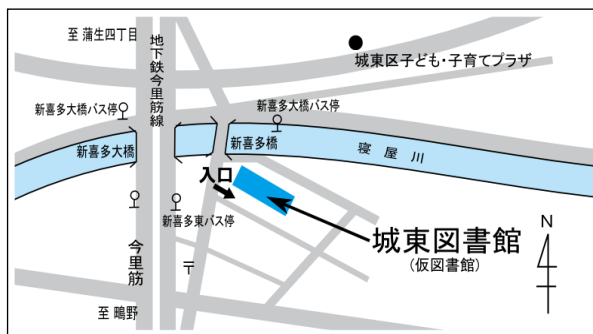 至 蒲生四丁目
地下鉄今里筋線
城東区子ども・子育てプラザ
新喜多大橋バス停
新喜多大橋バス停
新喜多大橋
新喜多橋
寝屋川
入口
新喜多東バス停
城東図書館
(仮図書館)
N
今里筋
〒
至 鴫野